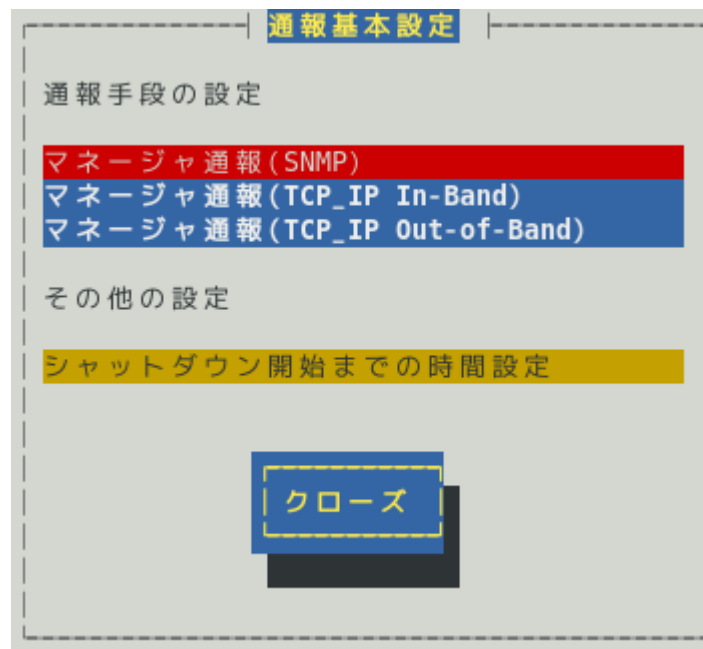 通報基本設定
通報手段の設定
マネージャ通報(SNMP)
マネージャ通報(TCP_IP In-Band)
マネージャ通報(TCP_IP Out-of-Band)
その他の設定
シャットダウン開始までの時間設定
クローズ